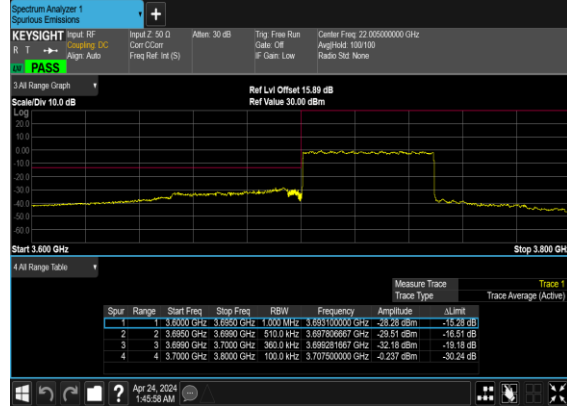 Spectrum Analyzer 1
Spurious Emissions
+
KEYSIGHT Input: RF Input Z: 50 Ω Atten: 30 dB Trig: Free Run Center Freq: 22.005000000 GHz
R T Coupling: DC Corr CCorr Gate: Off Avg|Hold: 100/100
Align: Auto Freq Ref: Int (S) IF Gain: Low Radio Std: None
PASS
3 All Range Graph Ref Lvl Offset 15.89 dB
Scale/Div 10.0 dB Ref Value 30.00 dBm
Log
20.0
10.0
0.00
-10.0
-20.0
-30.0
-40.0
-50.0
-60.0
Start 3.600 GHz Stop 3.800 GH
4 All Range Table
Measure Trace Trace 1
Trace Type Trace Average (Active)
Spur Range Start Freq Stop Freq RBW Frequency Amplitude ΔLimit
1 1 3.6000 GHz 3.6950 GHz 1.000 MHz 3.693100000 GHz -28.28 dBm -15.28 dB
2 2 3.6950 GHz 3.6990 GHz 510.0 kHz 3.697806667 GHz -29.51 dBm -16.51 dB
3 3 3.6990 GHz 3.7000 GHz 360.0 kHz 3.699281667 GHz -32.18 dBm -19.18 dB
4 4 3.7000 GHz 3.8000 GHz 100.0 kHz 3.707500000 GHz -0.237 dBm -30.24 dB
? Apr 24, 2024
1:45:58 AM